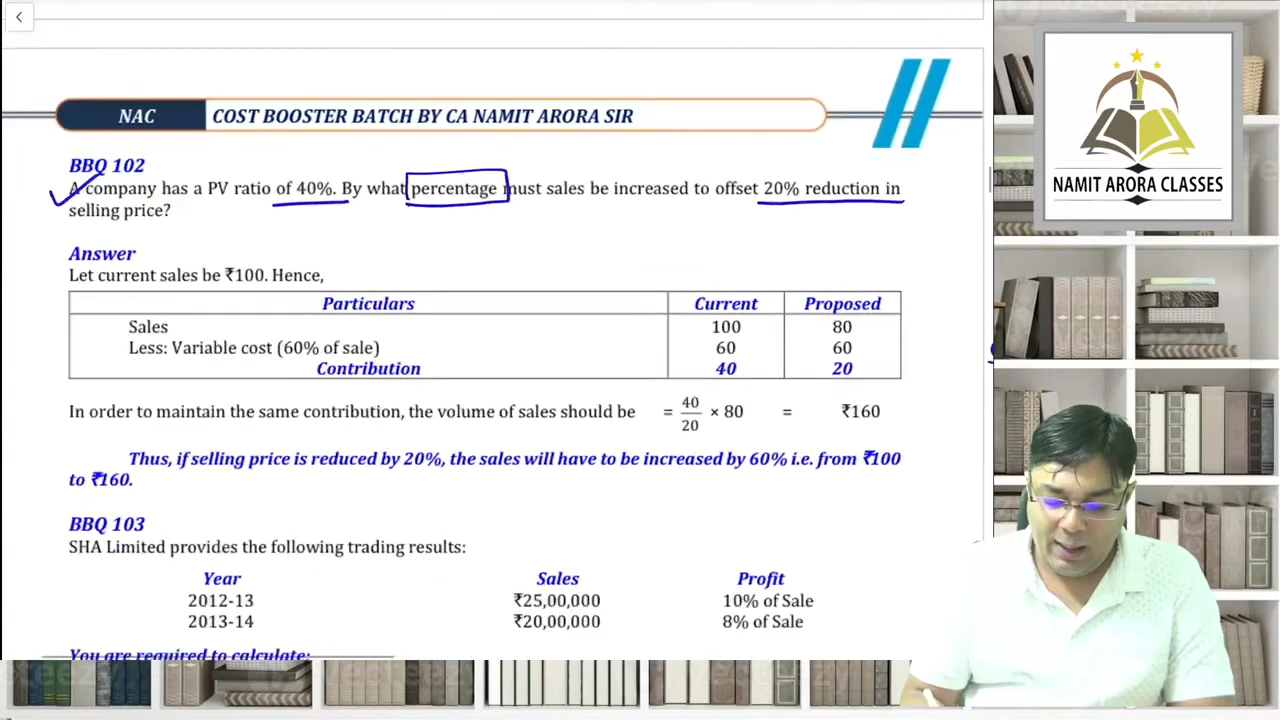 NAC COST BOOSTER BATCH BY CA NAMIT ARORA SIR
NAMIT ARORA CLASSES
BBQ 102
A company has a PV ratio of 40%. By what percentage must sales be increased to offset 20% reduction in
selling price?
Answer
Let current sales be ₹100. Hence,
Particulars Current Proposed
Sales 100 80
Less: Variable cost (60% of sale) 60 60
Contribution 40 20
In order to maintain the same contribution, the volume of sales should be = 40/20 × 80 = ₹160
Thus, if selling price is reduced by 20%, the sales will have to be increased by 60% i.e. from ₹100
to ₹160.
BBQ 103
SHA Limited provides the following trading results:
Year Sales Profit
2012-13 ₹25,00,000 10% of Sale
2013-14 ₹20,00,000 8% of Sale
You are required to calculate: